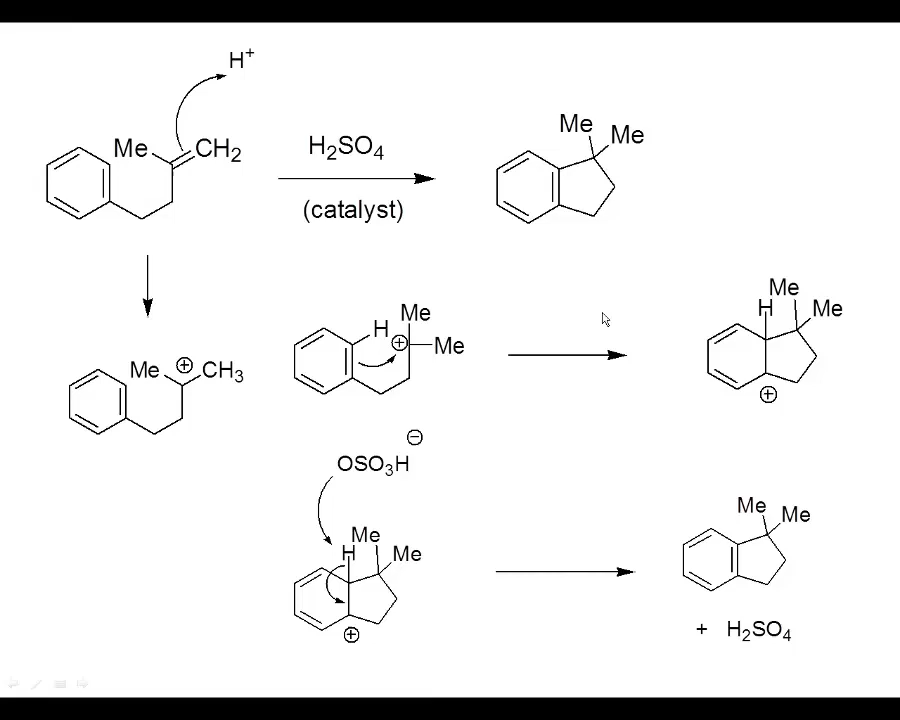 H⁺
Me CH₂
H₂SO₄
(catalyst)
Me Me
Me ⊕ CH₃
H Me
⊕ Me
Me
H Me
⊕
⊖
OSO₃H
Me
H Me
⊕
Me Me
+ H₂SO₄